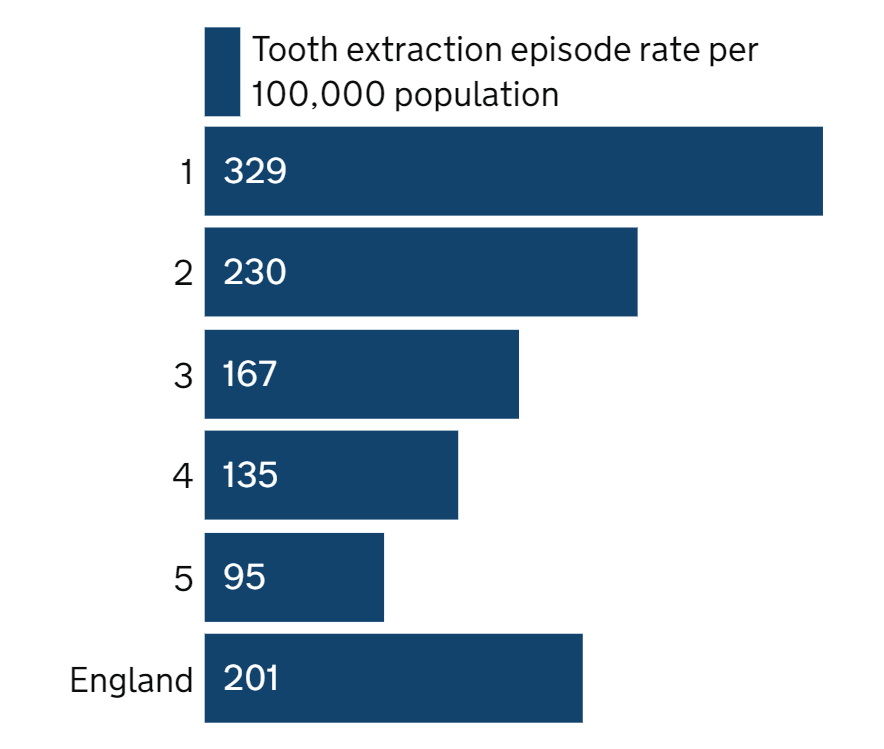 Tooth extraction episode rate per
100,000 population
1 329
2 230
3 167
4 135
5 95
England 201